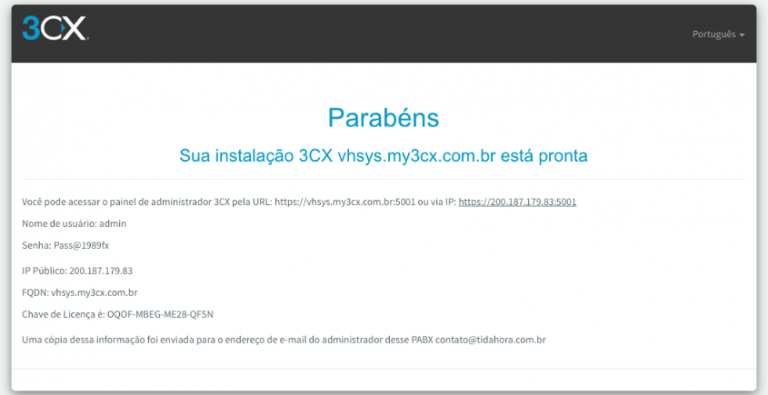 3CX
Português
Parabéns
Sua instalação 3CX vhsys.my3cx.com.br está pronta
Você pode acessar o painel de administrador 3CX pela URL: https://vhsys.my3cx.com.br:5001 ou via IP: https://200.187.179.83:5001
Nome de usuário: admin
Senha: Pass@1989fx
IP Público: 200.187.179.83
FQDN: vhsys.my3cx.com.br
Chave de Licença é: OQOF-MBEG-ME28-QF5N
Uma cópia dessa informação foi enviada para o endereço de e-mail do administrador desse PABX contato@tidahora.com.br